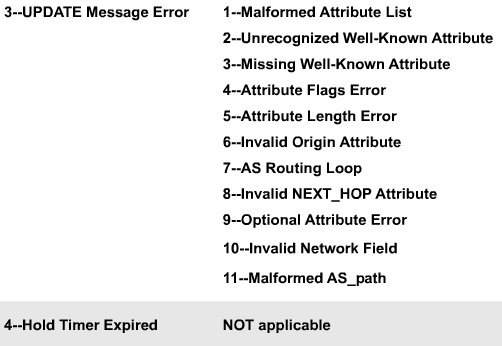 3--UPDATE Message Error 1--Malformed Attribute List
2--Unrecognized Well-Known Attribute
3--Missing Well-Known Attribute
4--Attribute Flags Error
5--Attribute Length Error
6--Invalid Origin Attribute
7--AS Routing Loop
8--Invalid NEXT_HOP Attribute
9--Optional Attribute Error
10--Invalid Network Field
11--Malformed AS_path
4--Hold Timer Expired NOT applicable